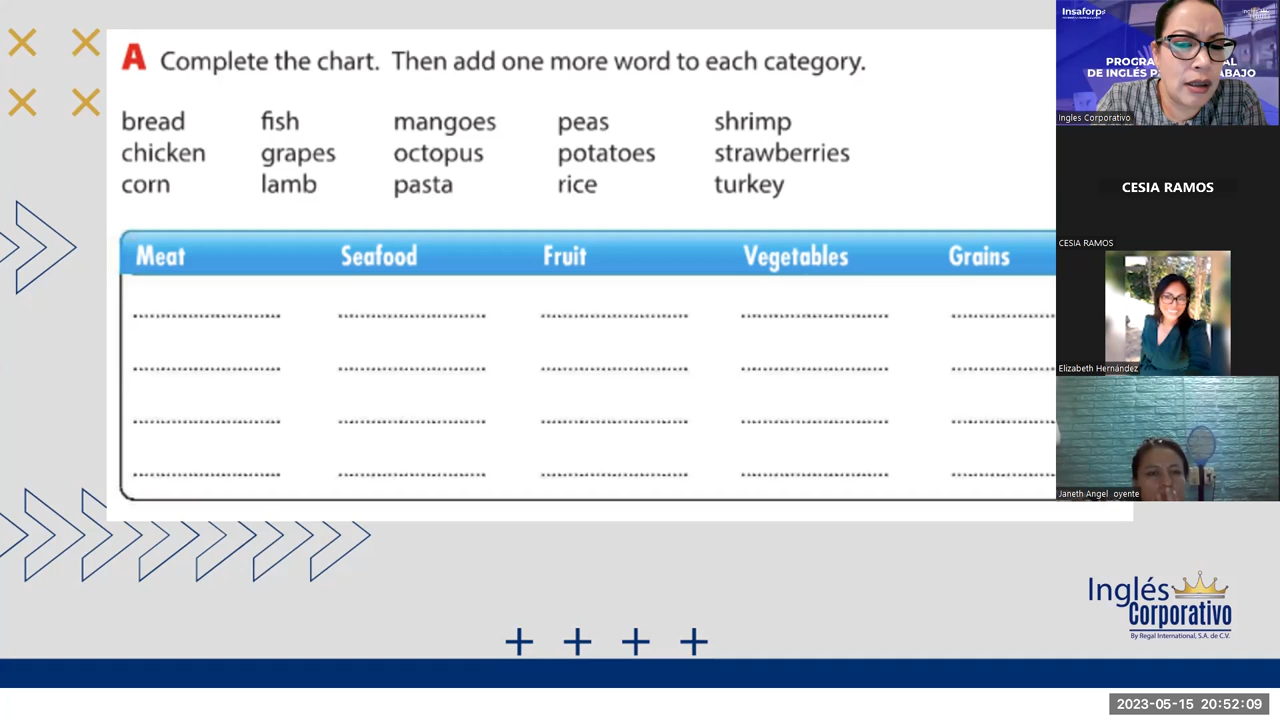 A Complete the chart. Then add one more word to each category.
bread fish mangoes peas shrimp
chicken grapes octopus potatoes strawberries
corn lamb pasta rice turkey
Meat Seafood Fruit Vegetables Grains
Insaforp
Ingles Corporativo
CESIA RAMOS
CESIA RAMOS
Elizabeth Hernández
Janeth Angel oyente
Inglés
Corporativo
By Regal International, S.A. de C.V.
2023-05-15 20:52:09